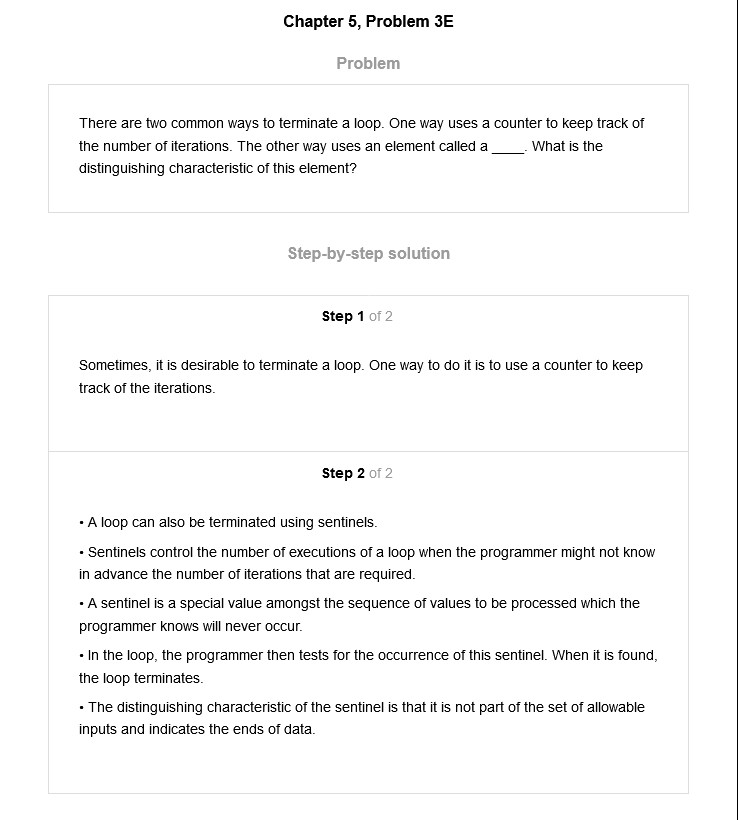 Chapter 5, Problem 3E
Problem
There are two common ways to terminate a loop. One way uses a counter to keep track of
the number of iterations. The other way uses an element called a ____. What is the
distinguishing characteristic of this element?
Step-by-step solution
Step 1 of 2
Sometimes, it is desirable to terminate a loop. One way to do it is to use a counter to keep
track of the iterations.
Step 2 of 2
• A loop can also be terminated using sentinels.
• Sentinels control the number of executions of a loop when the programmer might not know
in advance the number of iterations that are required.
• A sentinel is a special value amongst the sequence of values to be processed which the
programmer knows will never occur.
• In the loop, the programmer then tests for the occurrence of this sentinel. When it is found,
the loop terminates.
• The distinguishing characteristic of the sentinel is that it is not part of the set of allowable
inputs and indicates the ends of data.